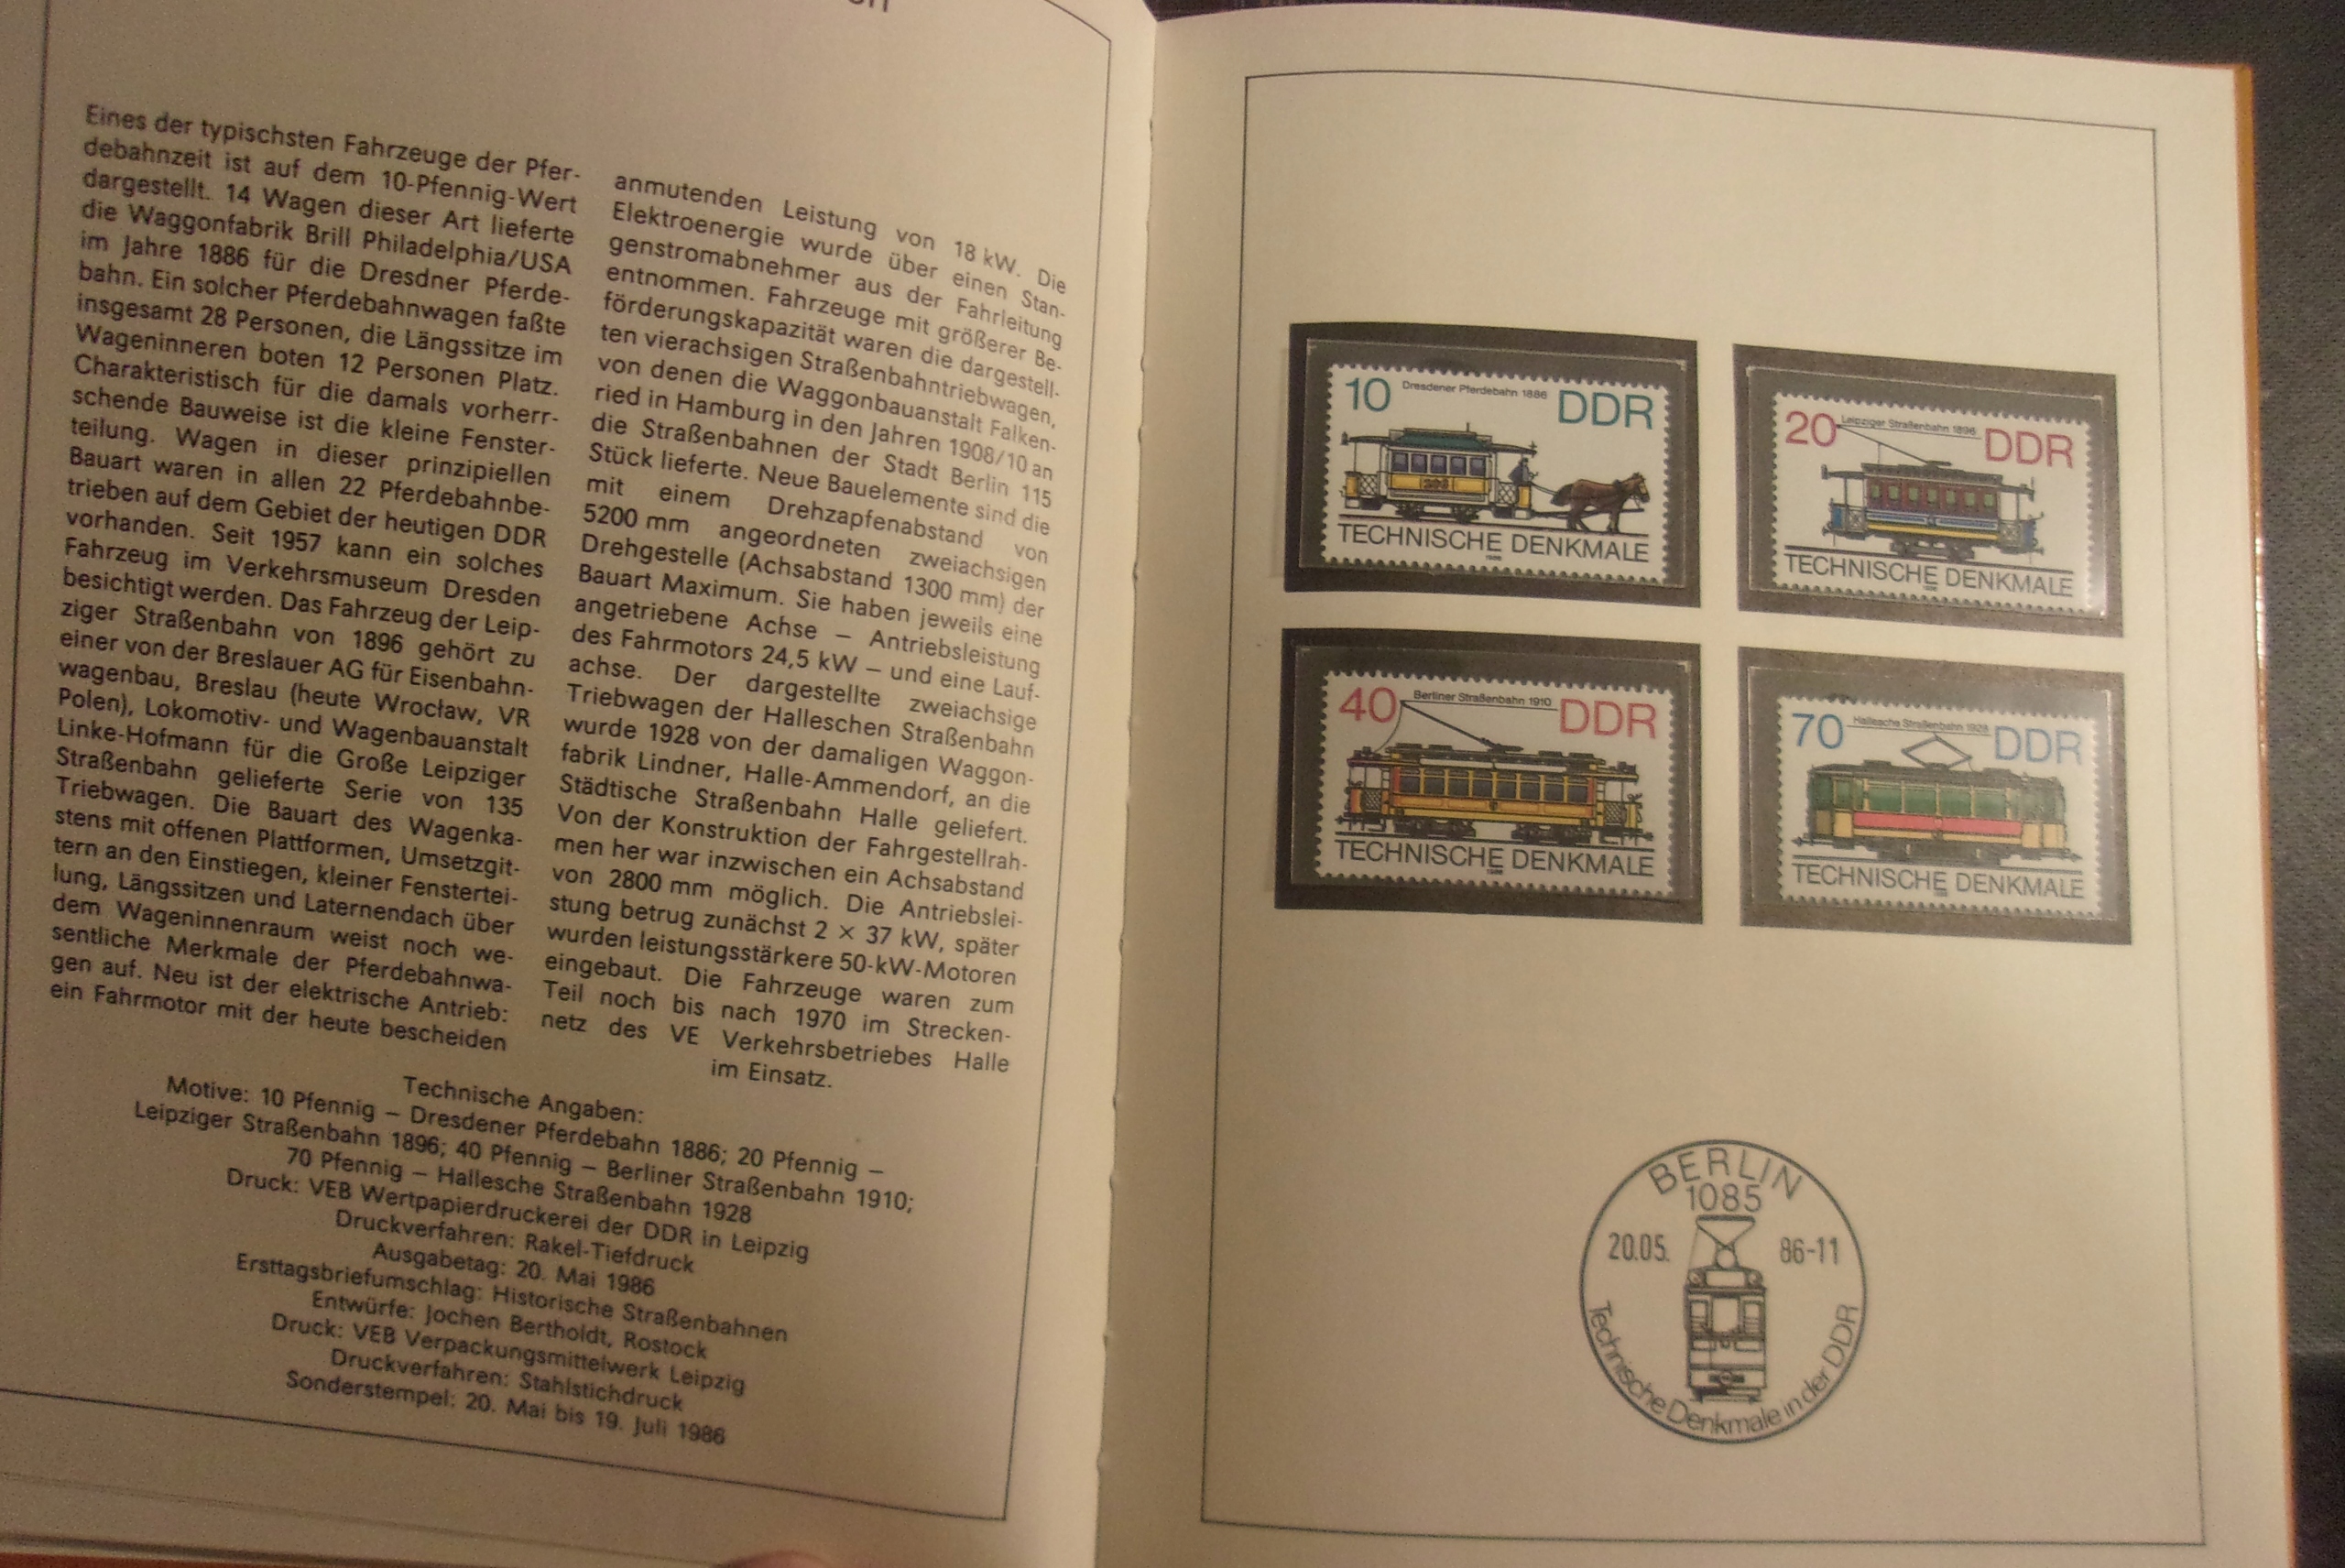 Eines der typischsten Fahrzeuge der Pfer-
debahnzeit ist auf dem 10-Pfennig-Wert
dargestellt. 14 Wagen dieser Art lieferte
die Waggonfabrik Brill Philadelphia/USA
im Jahre 1886 für die Dresdner Pferde-
bahn. Ein solcher Pferdebahnwagen faßte
insgesamt 28 Personen, die Längssitze im
Wageninneren boten 12 Personen Platz.
Charakteristisch für die damals vorherr-
schende Bauweise ist die kleine Fenster-
teilung. Wagen in dieser prinzipiellen
Bauart waren in allen 22 Pferdebahnbe-
trieben auf dem Gebiet der heutigen DDR
vorhanden. Seit 1957 kann ein solches
Fahrzeug im Verkehrsmuseum Dresden
besichtigt werden. Das Fahrzeug der Leip-
ziger Straßenbahn von 1896 gehört zu
einer von der Breslauer AG für Eisenbahn-
wagenbau, Breslau (heute Wrocław, VR
Polen), Lokomotiv- und Wagenbauanstalt
Linke-Hofmann für die Große Leipziger
Straßenbahn gelieferte Serie von 135
Triebwagen. Die Bauart des Wagenka-
stens mit offenen Plattformen, Umsetzgit-
tern an den Einstiegen, kleiner Fenstertei-
lung, Längssitzen und Laternendach über
dem Wageninnenraum weist noch we-
sentliche Merkmale der Pferdebahnwa-
gen auf. Neu ist der elektrische Antrieb:
ein Fahrmotor mit der heute bescheiden
anmutenden Leistung von 18 kW. Die
Elektroenergie wurde über einen Stan-
genstromabnehmer aus der Fahrleitung
entnommen. Fahrzeuge mit größerer Be-
förderungskapazität waren die dargestell-
ten vierachsigen Straßenbahntriebwagen,
von denen die Waggonbauanstalt Falken-
ried in Hamburg in den Jahren 1908/10 an
die Straßenbahnen der Stadt Berlin 115
Stück lieferte. Neue Bauelemente sind die
mit einem Drehzapfenabstand von
5200 mm angeordneten zweiachsigen
Drehgestelle (Achsabstand 1300 mm) der
Bauart Maximum. Sie haben jeweils eine
angetriebene Achse – Antriebsleistung
des Fahrmotors 24,5 kW – und eine Lauf-
achse. Der dargestellte zweiachsige
Triebwagen der Halleschen Straßenbahn
wurde 1928 von der damaligen Waggon-
fabrik Lindner, Halle-Ammendorf, an die
Städtische Straßenbahn Halle geliefert.
Von der Konstruktion der Fahrgestellrah-
men her war inzwischen ein Achsabstand
von 2800 mm möglich. Die Antriebslei-
stung betrug zunächst 2 × 37 kW, später
wurden leistungsstärkere 50-kW-Motoren
eingebaut. Die Fahrzeuge waren zum
Teil noch bis nach 1970 im Strecken-
netz des VE Verkehrsbetriebes Halle
im Einsatz.
Technische Angaben:
Motive: 10 Pfennig – Dresdener Pferdebahn 1886; 20 Pfennig –
Leipziger Straßenbahn 1896; 40 Pfennig – Berliner Straßenbahn 1910;
70 Pfennig – Hallesche Straßenbahn 1928
Druck: VEB Wertpapierdruckerei der DDR in Leipzig
Druckverfahren: Rakel-Tiefdruck
Ausgabetag: 20. Mai 1986
Ersttagsbriefumschlag: Historische Straßenbahnen
Entwürfe: Jochen Bertholdt, Rostock
Druck: VEB Verpackungsmittelwerk Leipzig
Druckverfahren: Stahlstichdruck
Sonderstempel: 20. Mai bis 19. Juli 1986
10 Dresdener Pferdebahn 1886 DDR
TECHNISCHE DENKMALE
1986
20 Leipziger Straßenbahn 1896 DDR
TECHNISCHE DENKMALE
1986
40 Berliner Straßenbahn 1910 DDR
TECHNISCHE DENKMALE
1986
70 Hallesche Straßenbahn 1928 DDR
TECHNISCHE DENKMALE
BERLIN
1085
20.05. 86-11
Technische Denkmale in der DDR